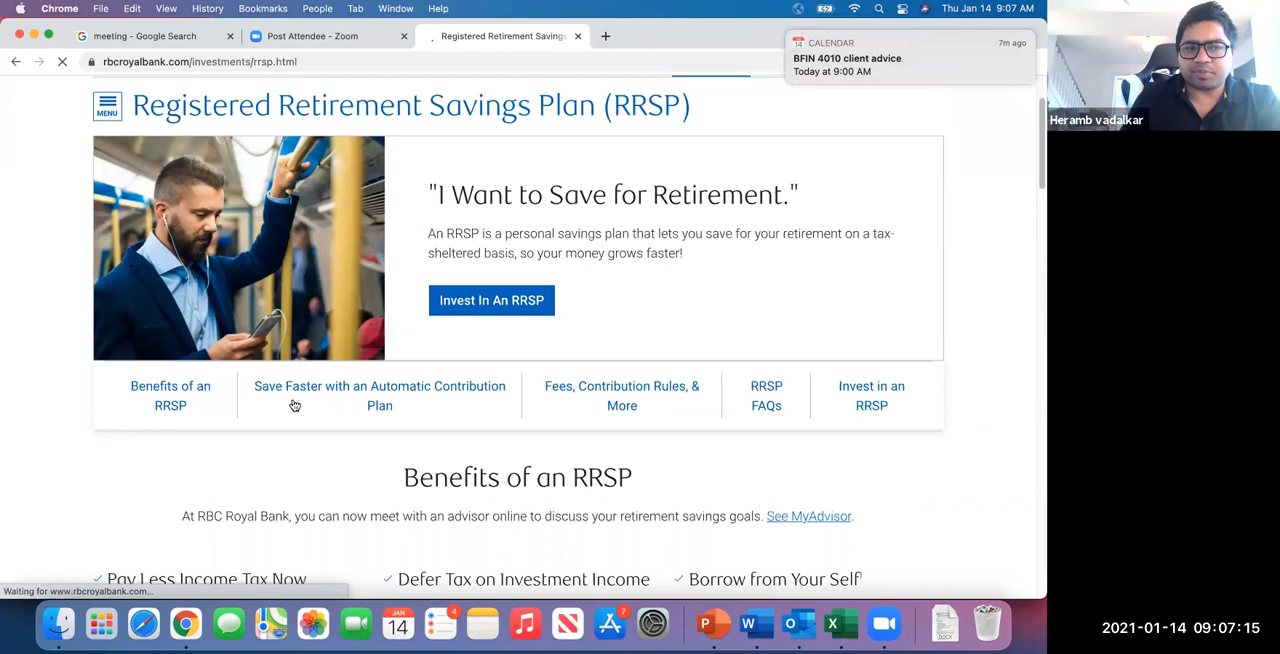 Chrome File Edit View History Bookmarks People Tab Window Help
Thu Jan 14 9:07 AM
meeting - Google Search
Post Attendee - Zoom
Registered Retirement Savings
rbcroyalbank.com/investments/rrsp.html
CALENDAR
7m ago
BFIN 4010 client advice
Today at 9:00 AM
Heramb vadalkar
MENU
Registered Retirement Savings Plan (RRSP)
"I Want to Save for Retirement."
An RRSP is a personal savings plan that lets you save for your retirement on a tax-
sheltered basis, so your money grows faster!
Invest In An RRSP
Benefits of an
RRSP
Save Faster with an Automatic Contribution
Plan
Fees, Contribution Rules, &
More
RRSP
FAQs
Invest in an
RRSP
Benefits of an RRSP
At RBC Royal Bank, you can now meet with an advisor online to discuss your retirement savings goals. See MyAdvisor.
Pay Less Income Tax Now
Defer Tax on Investment Income
Borrow from Your Self¹
Waiting for www.rbcroyalbank.com...
JAN
14
4
7
P
W
O
X
DOCX
2021-01-14 09:07:15